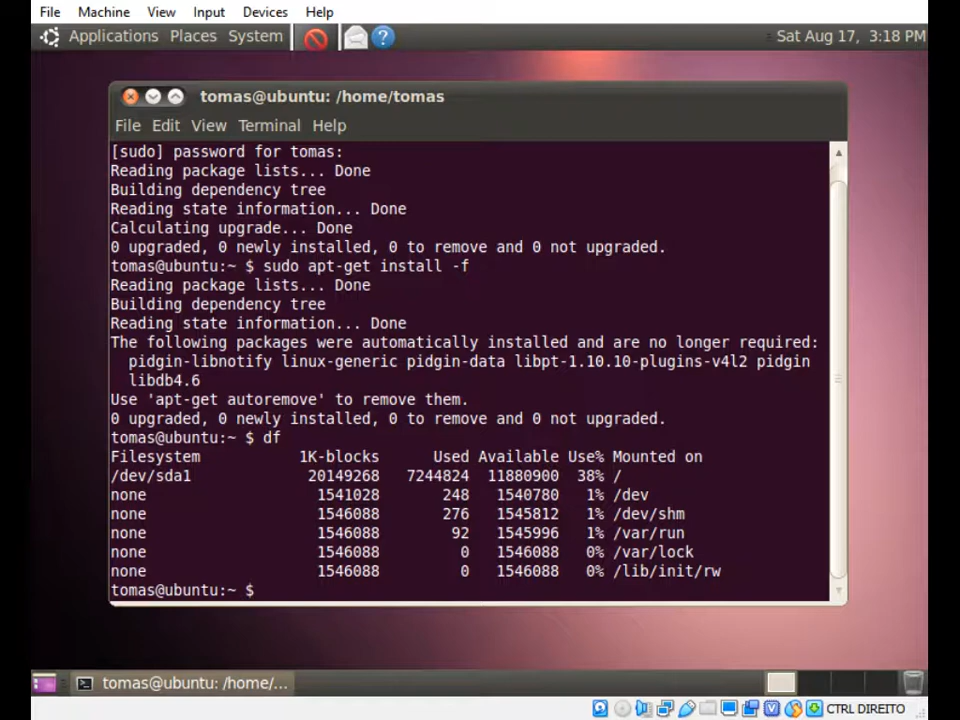 File Machine View Input Devices Help
Applications Places System Sat Aug 17, 3:18 PM
tomas@ubuntu: /home/tomas
File Edit View Terminal Help
[sudo] password for tomas:
Reading package lists... Done
Building dependency tree
Reading state information... Done
Calculating upgrade... Done
0 upgraded, 0 newly installed, 0 to remove and 0 not upgraded.
tomas@ubuntu:~ $ sudo apt-get install -f
Reading package lists... Done
Building dependency tree
Reading state information... Done
The following packages were automatically installed and are no longer required:
  pidgin-libnotify linux-generic pidgin-data libpt-1.10.10-plugins-v4l2 pidgin
  libdb4.6
Use 'apt-get autoremove' to remove them.
0 upgraded, 0 newly installed, 0 to remove and 0 not upgraded.
tomas@ubuntu:~ $ df
Filesystem           1K-blocks      Used Available Use% Mounted on
/dev/sda1             20149268   7244824  11880900  38% /
none                   1541028       248   1540780   1% /dev
none                   1546088       276   1545812   1% /dev/shm
none                   1546088        92   1545996   1% /var/run
none                   1546088         0   1546088   0% /var/lock
none                   1546088         0   1546088   0% /lib/init/rw
tomas@ubuntu:~ $
tomas@ubuntu: /home/...
CTRL DIREITO